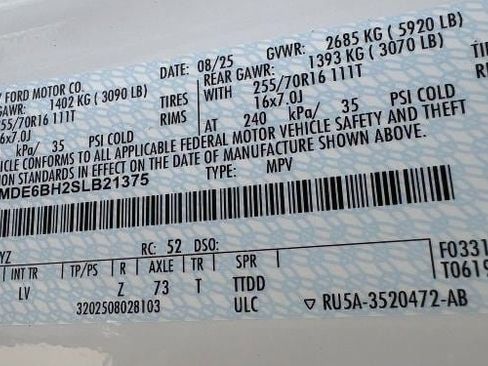 FORD MOTOR CO.
DATE: 08/25
GVWR: 2685 KG ( 5920 LB)
GAWR: 1402 KG ( 3090 LB)
REAR GAWR: 1393 KG ( 3070 LB)
255/70R16 111T TIRES WITH 255/70R16 111T
16x7.0J RIMS 16x7.0J
kPa/ 35 PSI COLD AT 240 kPa/ 35 PSI COLD
CONFORMS TO ALL APPLICABLE FEDERAL MOTOR VEHICLE SAFETY AND THEFT
STANDARDS IN EFFECT ON THE DATE OF MANUFACTURE SHOWN ABOVE.
MDE6BH2SLB21375 TYPE: MPV
YZ RC: 52 DSO:
INT TR TP/PS R AXLE TR SPR F0331
LV Z 73 T TTDD T0619
3202508028103 ULC RU5A-3520472-AB